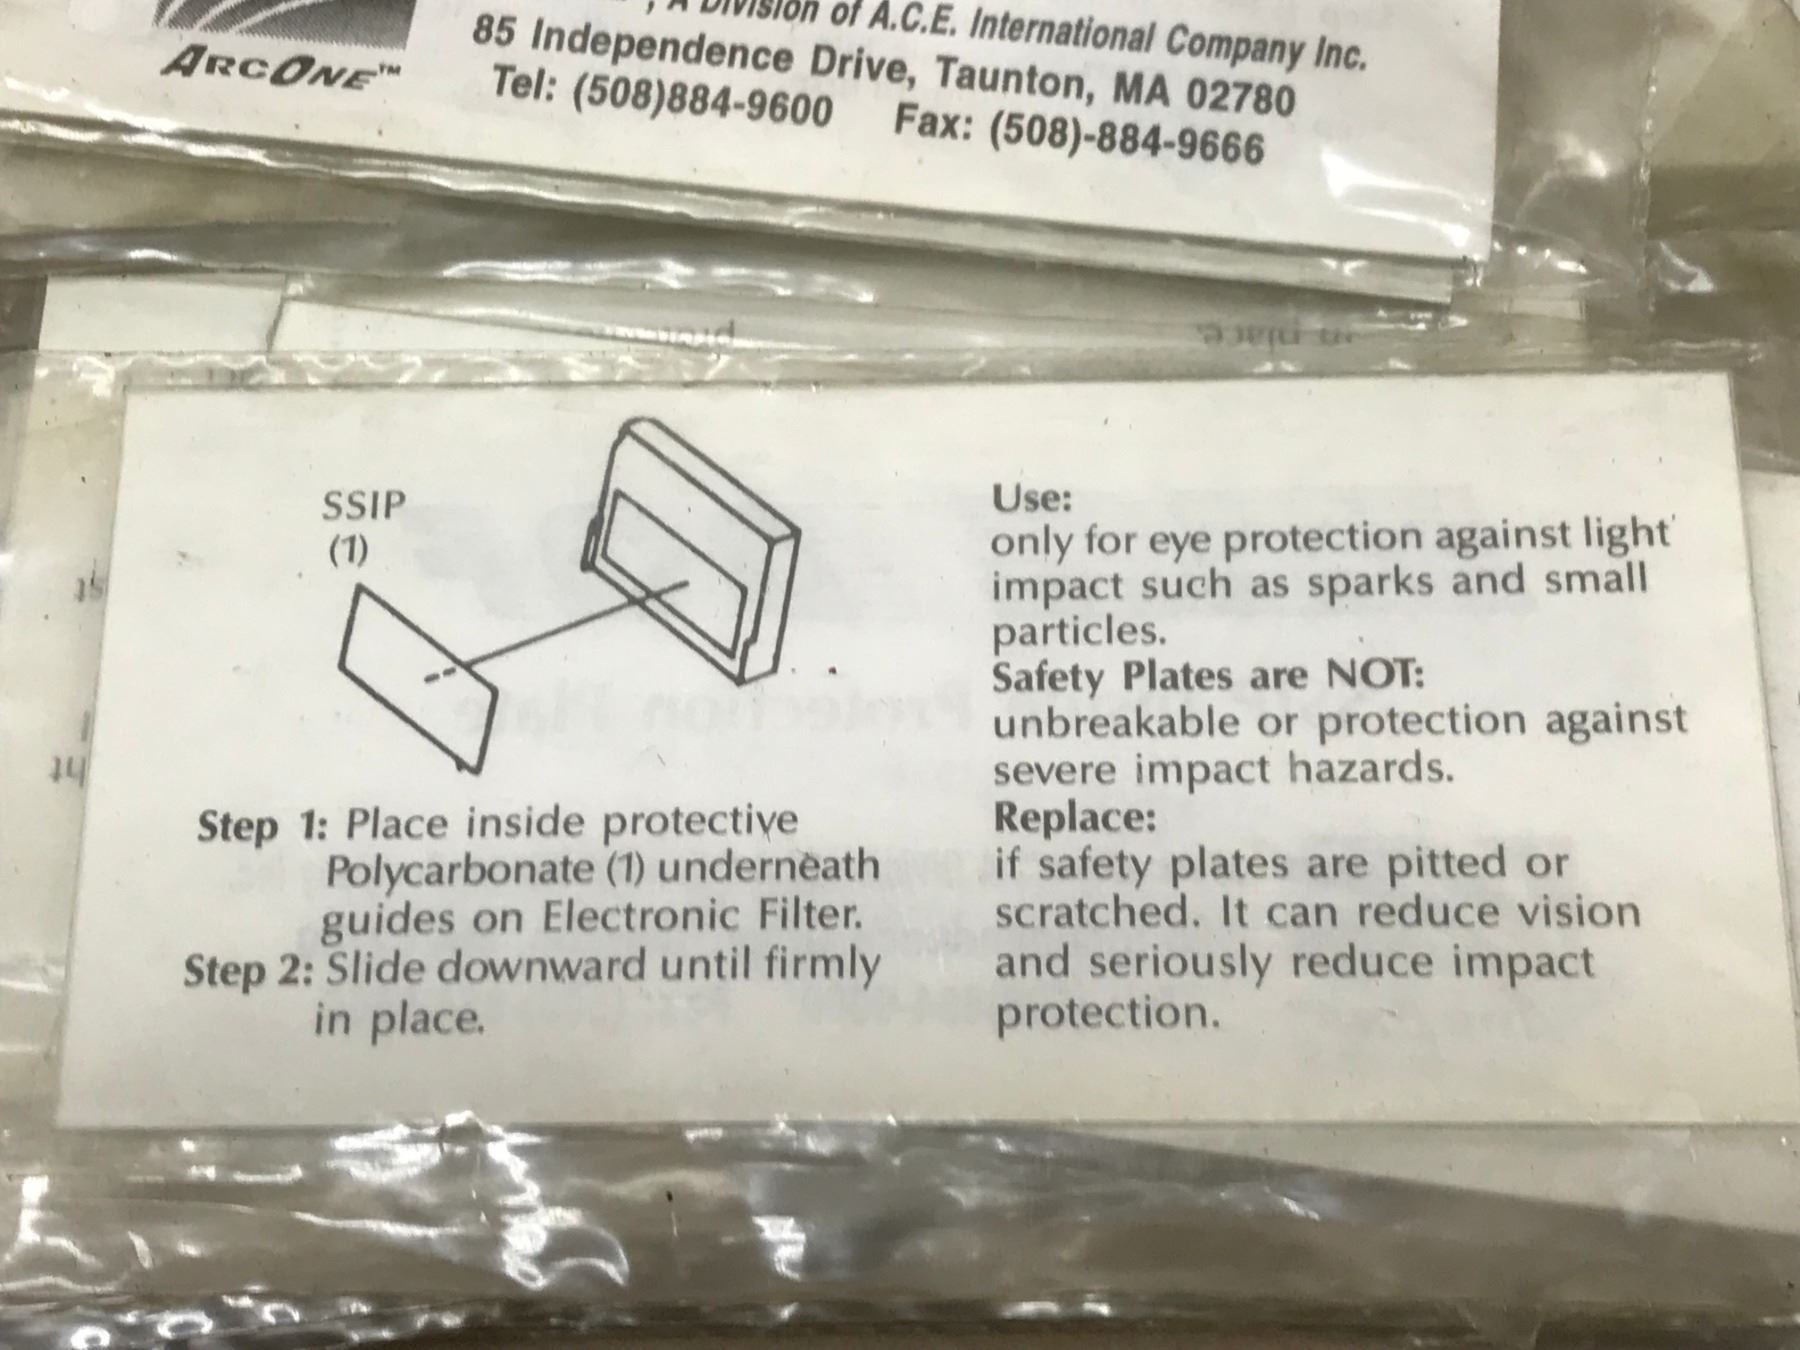 , A Division of A.C.E. International Company Inc.
85 Independence Drive, Taunton, MA 02780
Tel: (508)884-9600 Fax: (508)-884-9666
ARCONE™
in place
SSIP
(1)
Step 1: Place inside protective
Polycarbonate (1) underneath
guides on Electronic Filter.
Step 2: Slide downward until firmly
in place.
Use:
only for eye protection against light
impact such as sparks and small
particles.
Safety Plates are NOT:
unbreakable or protection against
severe impact hazards.
Replace:
if safety plates are pitted or
scratched. It can reduce vision
and seriously reduce impact
protection.
Protection Plate